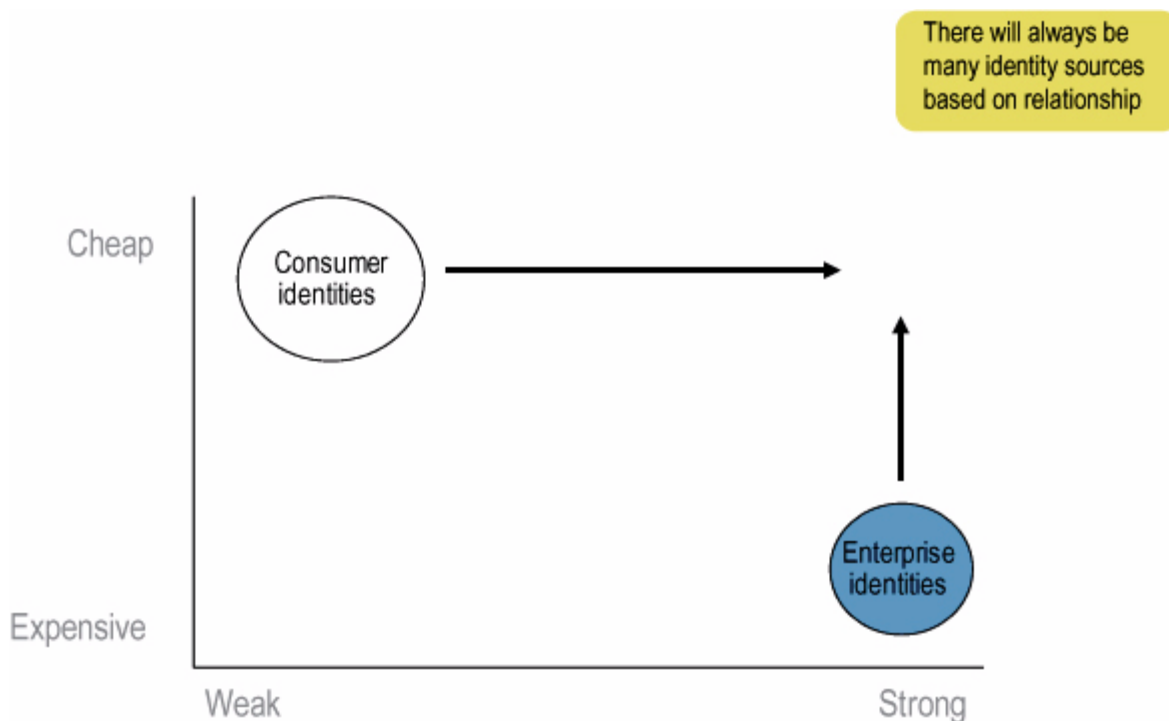 There will always be
many identity sources
based on relationship
Cheap
Consumer
identities
Enterprise
identities
Expensive
Weak
Strong